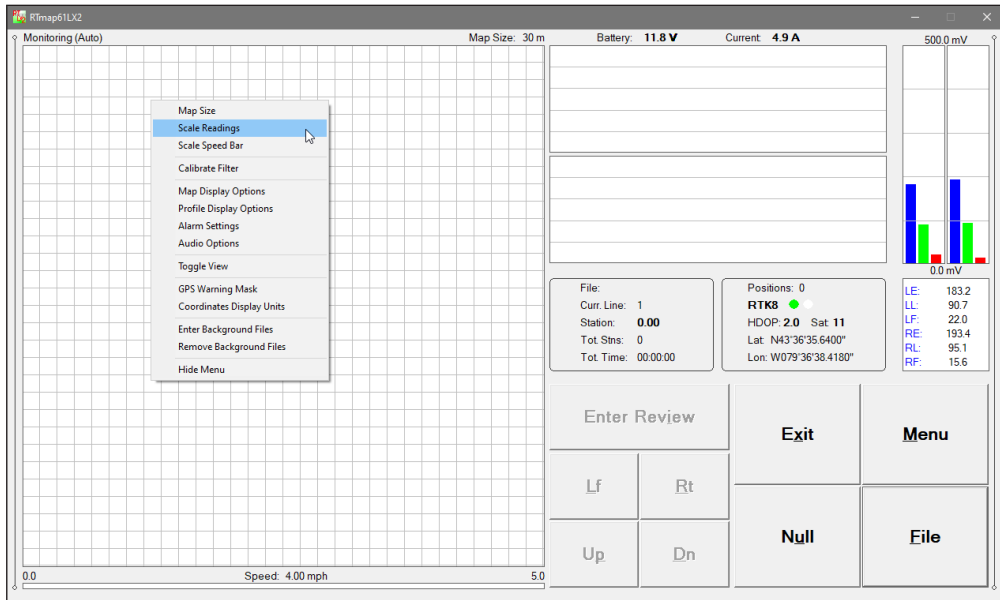 RTmap61LX2
Monitoring (Auto)
Map Size: 30 m
Battery: 11.8 V
Current: 4.9 A
500.0 mV
Map Size
Scale Readings
Scale Speed Bar
Calibrate Filter
Map Display Options
Profile Display Options
Alarm Settings
Audio Options
Toggle View
GPS Warning Mask
Coordinates Display Units
Enter Background Files
Remove Background Files
Hide Menu
0.0 mV
File:
Curr. Line: 1
Station: 0.00
Tot. Stns: 0
Tot. Time: 00:00:00
Positions: 0
RTK8
HDOP: 2.0 Sat: 11
Lat: N43°36'35.6400"
Lon: W079°36'38.4180"
LE: 183.2
LL: 90.7
LF: 22.0
RE: 193.4
RL: 95.1
RF: 15.6
Enter Review
Exit
Menu
Lf
Rt
Null
File
Up
Dn
0.0
Speed: 4.00 mph
5.0